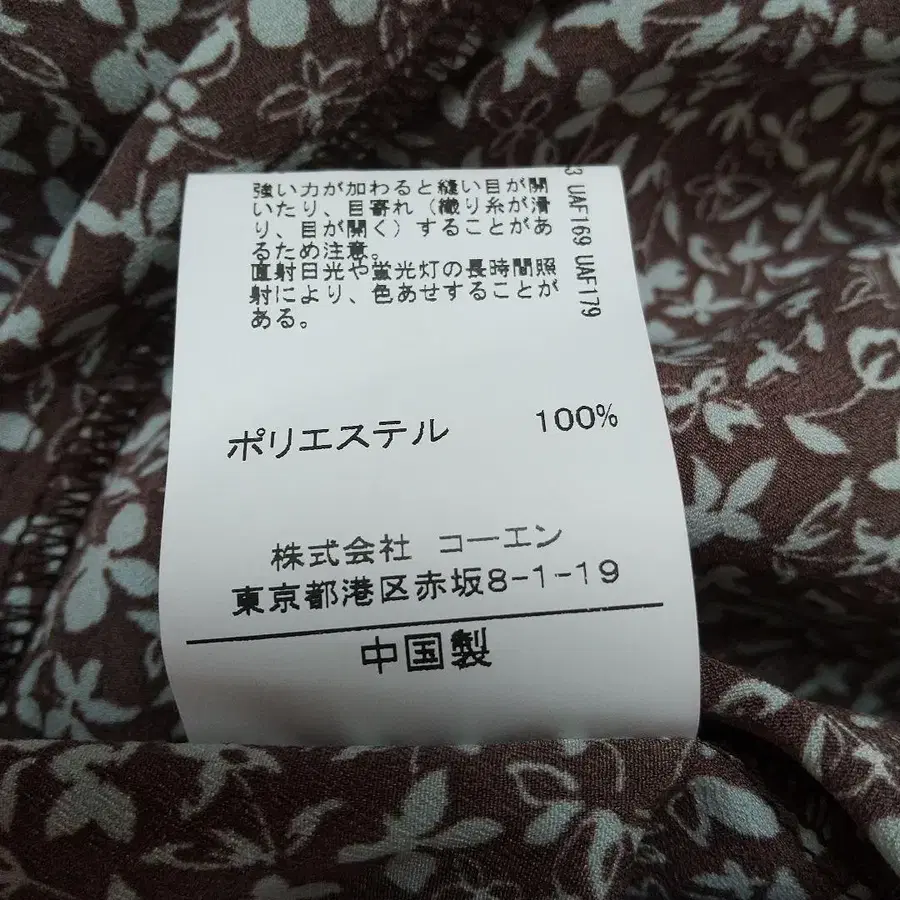 強い力が加わると縫い目が開
いたり、目寄れ（織り糸が滑
り、目が開く）することがあ
るため注意。
直射日光や蛍光灯の長時間照
射により、色あせすることが
ある。
3 UAF169 UAF179
ポリエステル 100%
株式会社 コーエン
東京都港区赤坂8-1-19
中国製